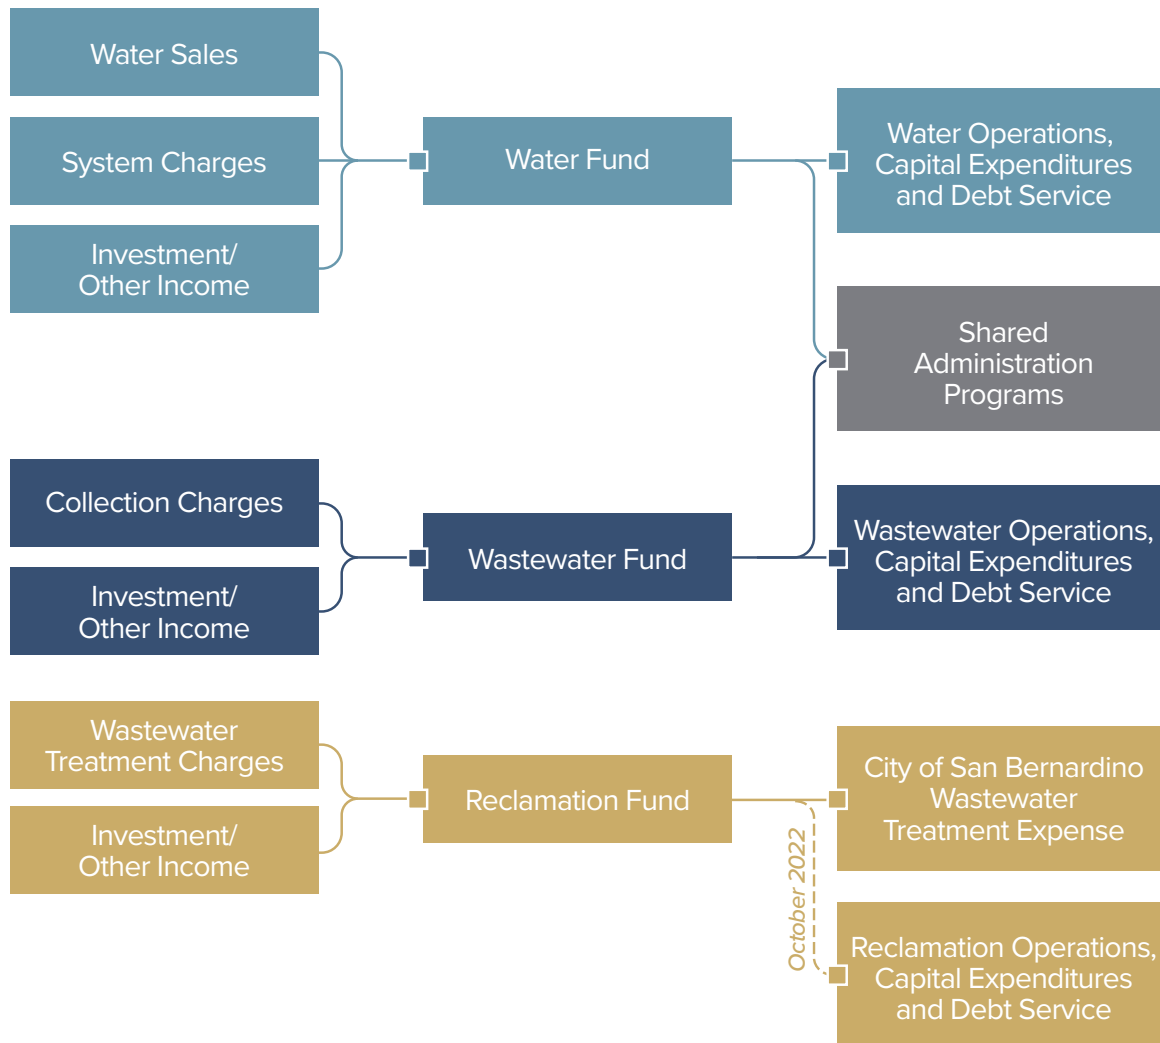 Water Sales
System Charges
Investment/
Other Income
Water Fund
Water Operations,
Capital Expenditures
and Debt Service
Shared
Administration
Programs
Collection Charges
Investment/
Other Income
Wastewater Fund
Wastewater Operations,
Capital Expenditures
and Debt Service
Wastewater
Treatment Charges
Investment/
Other Income
Reclamation Fund
City of San Bernardino
Wastewater
Treatment Expense
October 2022
Reclamation Operations,
Capital Expenditures
and Debt Service